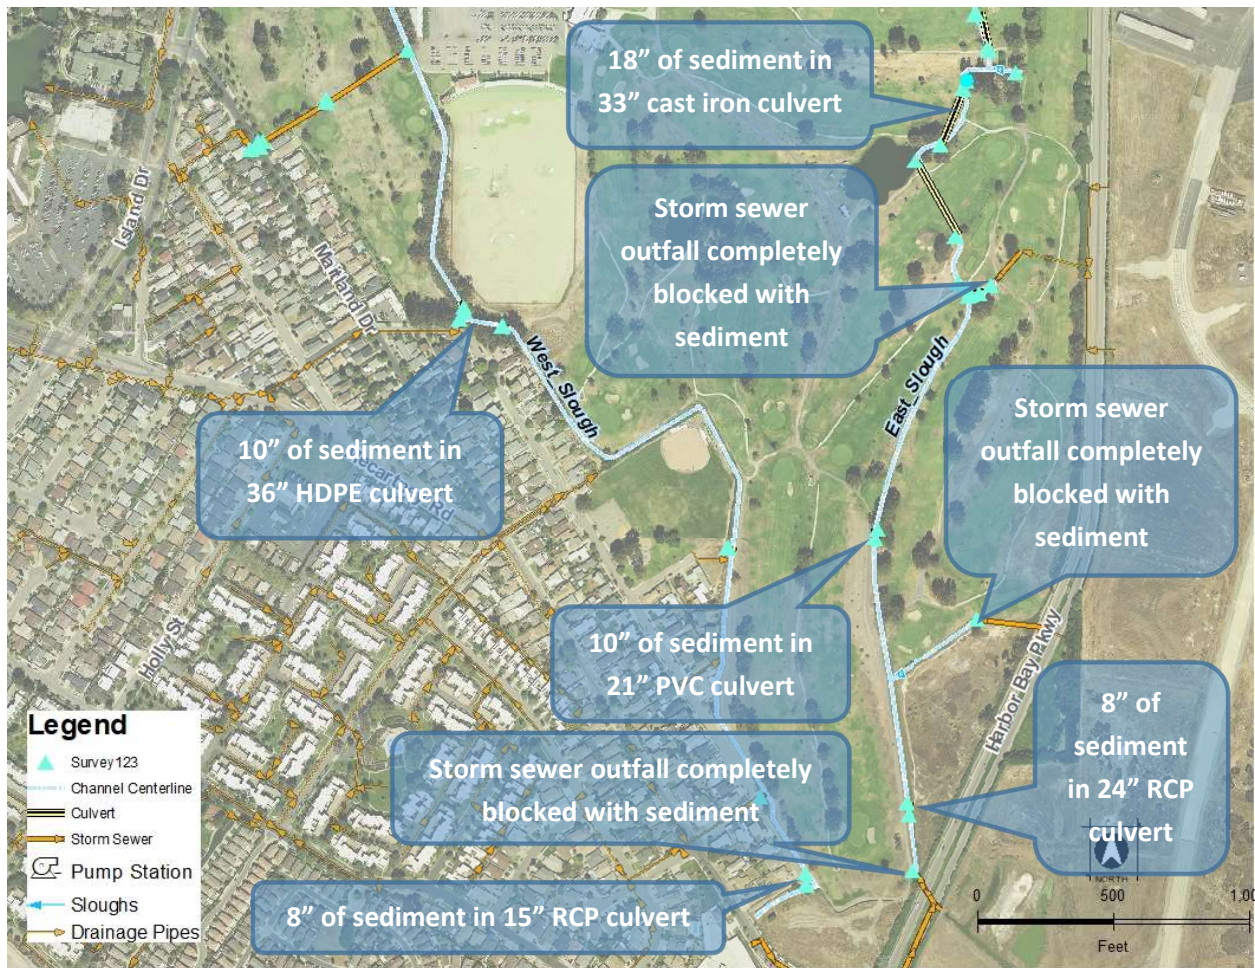 18” of sediment in
33” cast iron culvert
Storm sewer
outfall completely
blocked with
sediment
Island Dr
Maitland Dr
West_Slough
East_Slough
10” of sediment in
36” HDPE culvert
Storm sewer
outfall completely
blocked with
sediment
10” of sediment in
21” PVC culvert
Holly St
Harbor Bay Pkwy
8” of
sediment
in 24” RCP
culvert
Storm sewer outfall completely
blocked with sediment
8” of sediment in 15” RCP culvert
Legend
Survey123
Channel Centerline
Culvert
Storm Sewer
Pump Station
Sloughs
Drainage Pipes
NORTH
0 500 1,00
Feet